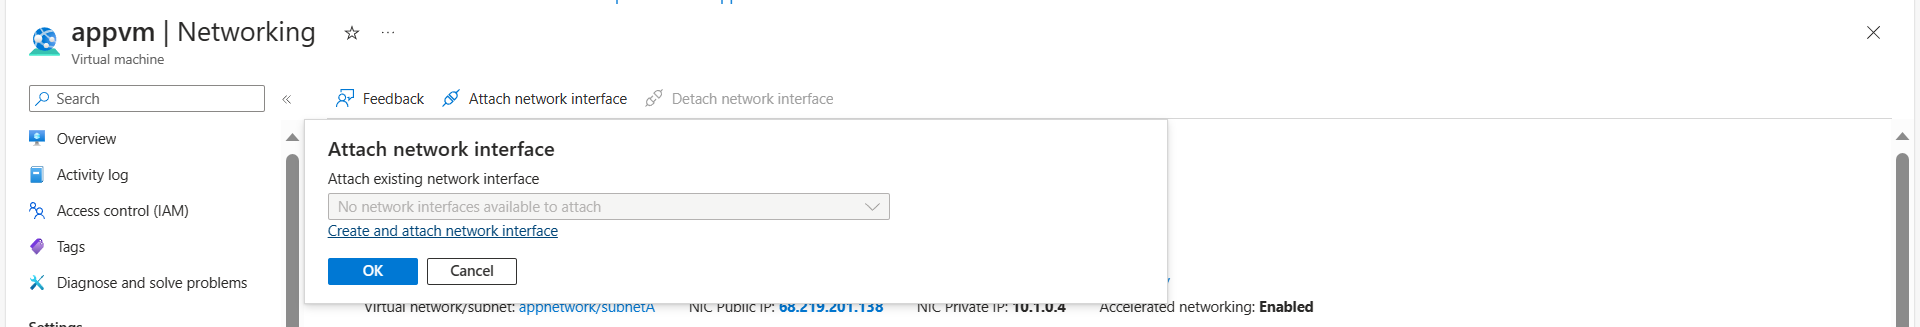 appvm | Networking
Virtual machine
Search
Feedback
Attach network interface
Detach network interface
Overview
Activity log
Access control (IAM)
Tags
Diagnose and solve problems
Settings
Attach network interface
Attach existing network interface
No network interfaces available to attach
Create and attach network interface
OK
Cancel
Virtual network/subnet: appnetwork/subnetA
NIC Public IP: 68.219.201.138
NIC Private IP: 10.1.0.4
Accelerated networking: Enabled